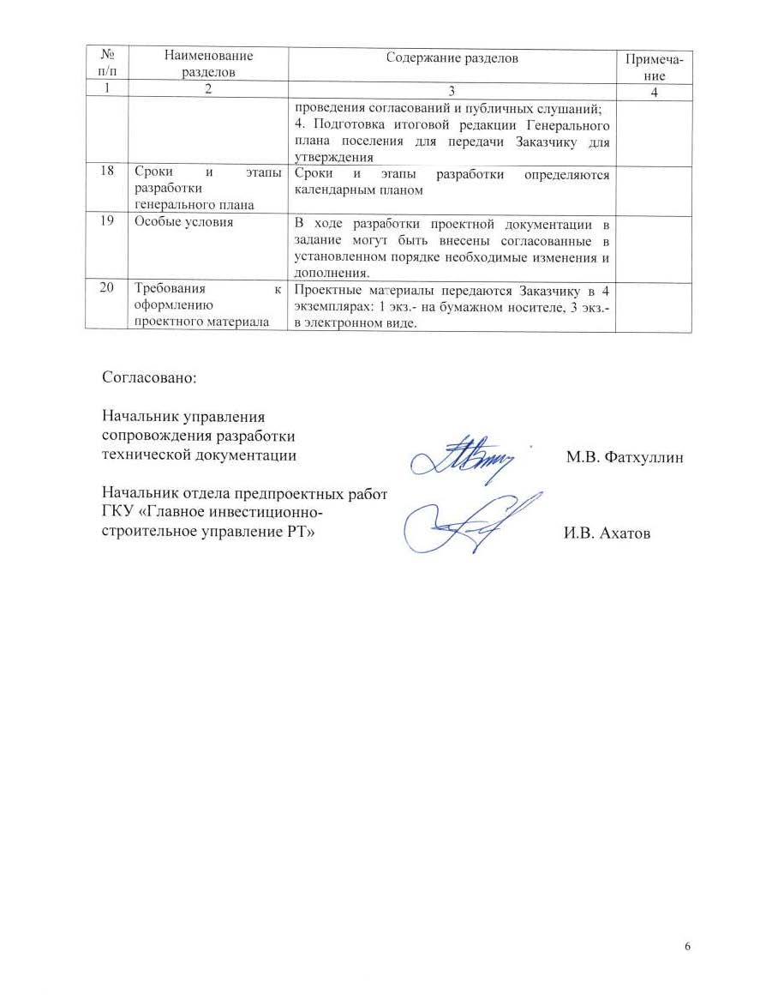 № п/п Наименование разделов Содержание разделов Примеча-ние
1 2 3 4
проведения согласований и публичных слушаний;
4. Подготовка итоговой редакции Генерального
плана поселения для передачи Заказчику для
утверждения
18 Сроки и этапы Сроки и этапы разработки определяются
разработки календарным планом
генерального плана
19 Особые условия В ходе разработки проектной документации в
задание могут быть внесены согласованные в
установленном порядке необходимые изменения и
дополнения.
20 Требования к Проектные материалы передаются Заказчику в 4
оформлению экземплярах: 1 экз.- на бумажном носителе, 3 экз.-
проектного материала в электронном виде.
Согласовано:
Начальник управления
сопровождения разработки
технической документации М.В. Фатхуллин
Начальник отдела предпроектных работ
ГКУ «Главное инвестиционно-
строительное управление РТ» И.В. Ахатов
6